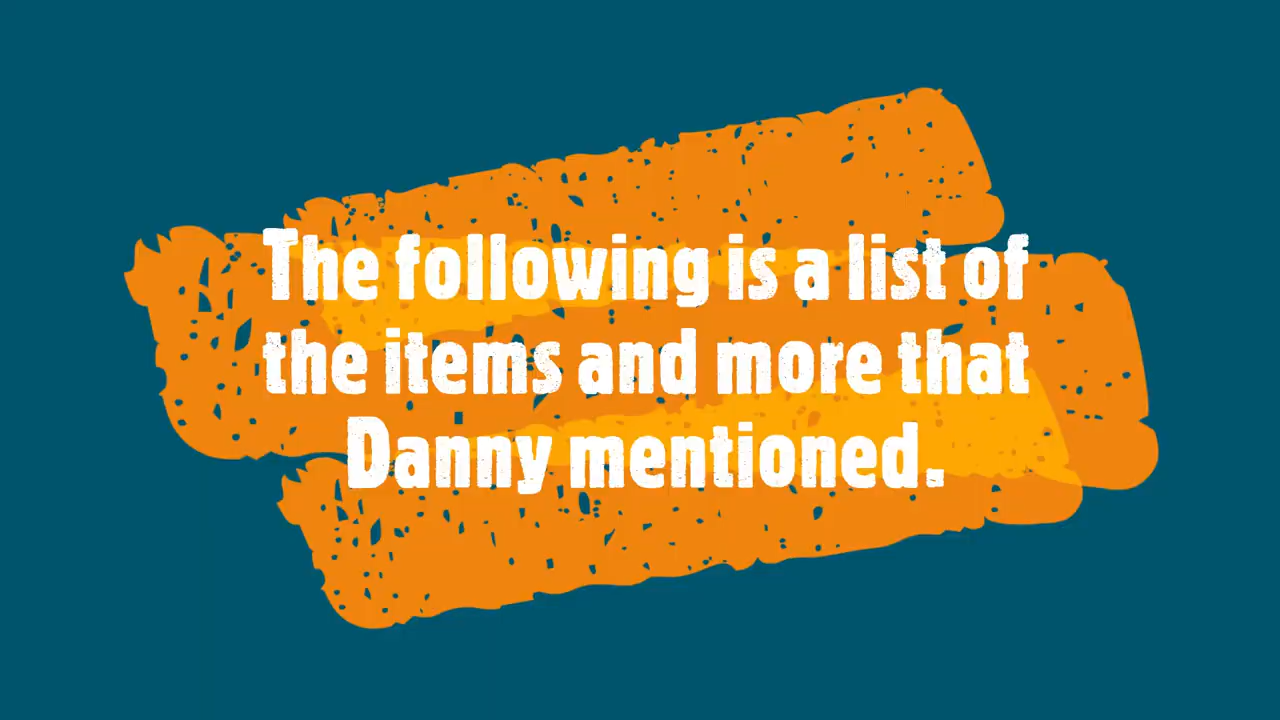 The following is a list of
the items and more that
Danny mentioned.